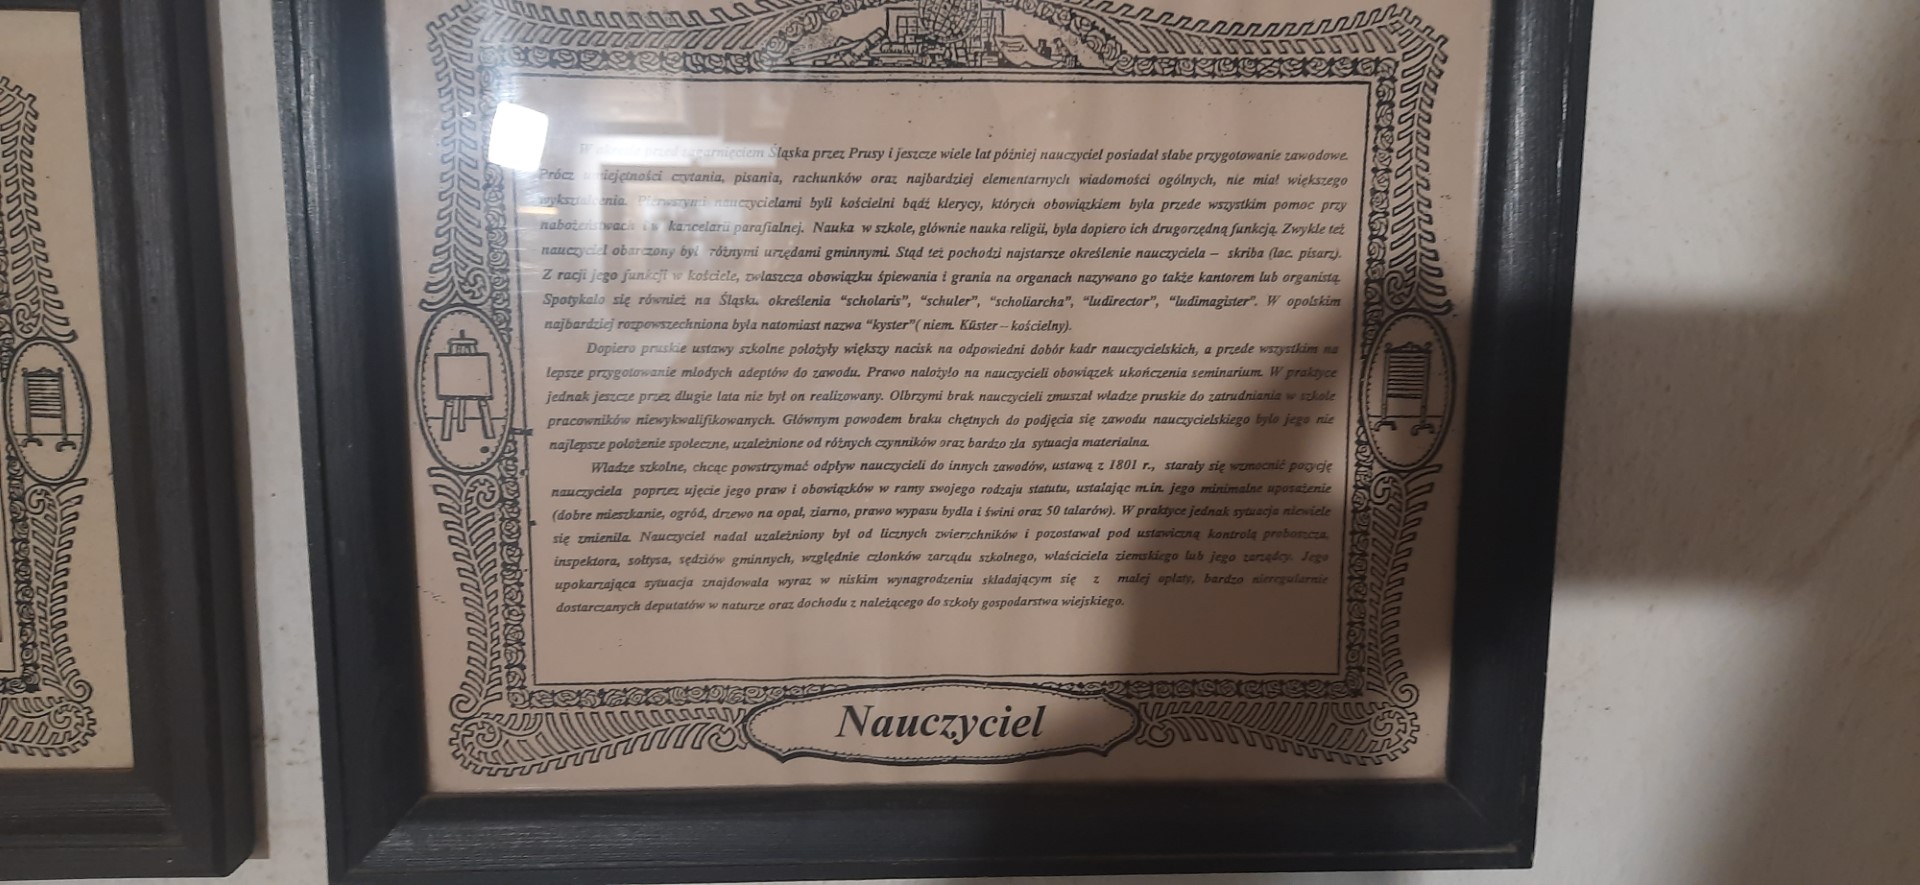 W okresie przed zagarnięciem Śląska przez Prusy i jeszcze wiele lat później nauczyciel posiadał słabe przygotowanie zawodowe.
Prócz umiejętności czytania, pisania, rachunków oraz najbardziej elementarnych wiadomości ogólnych, nie miał większego
wykształcenia. Pierwszymi nauczycielami byli kościelni bądź klerycy, których obowiązkiem była przede wszystkim pomoc przy
nabożeństwach i w kancelarii parafialnej. Nauka w szkole, głównie nauka religii, była dopiero ich drugorzędną funkcją. Zwykle też
nauczyciel obarczony był różnymi urzędami gminnymi. Stąd też pochodzi najstarsze określenie nauczyciela – skriba (łac. pisarz).
Z racji jego funkcji w kościele, zwłaszcza obowiązku śpiewania i grania na organach nazywano go także kantorem lub organistą.
Spotykało się również na Śląsku określenia “scholaris”, “schuler”, “scholiarcha”, “ludirector”, “ludimagister”. W opolskim
najbardziej rozpowszechniona była natomiast nazwa “kyster”( niem. Küster – kościelny).
Dopiero pruskie ustawy szkolne położyły większy nacisk na odpowiedni dobór kadr nauczycielskich, a przede wszystkim na
lepsze przygotowanie młodych adeptów do zawodu. Prawo nałożyło na nauczycieli obowiązek ukończenia seminarium. W praktyce
jednak jeszcze przez długie lata nie był on realizowany. Olbrzymi brak nauczycieli zmuszał władze pruskie do zatrudniania w szkole
pracowników niewykwalifikowanych. Głównym powodem braku chętnych do podjęcia się zawodu nauczycielskiego było jego nie
najlepsze położenie społeczne, uzależnione od różnych czynników oraz bardzo zła sytuacja materialna.
Władze szkolne, chcąc powstrzymać odpływ nauczycieli do innych zawodów, ustawą z 1801 r., starały się wzmocnić pozycję
nauczyciela poprzez ujęcie jego praw i obowiązków w ramy swojego rodzaju statutu, ustalając m.in. jego minimalne uposażenie
(dobre mieszkanie, ogród, drzewo na opał, ziarno, prawo wypasu bydła i świni oraz 50 talarów). W praktyce jednak sytuacja niewiele
się zmieniła. Nauczyciel nadal uzależniony był od licznych zwierzchników i pozostawał pod ustawiczną kontrolą proboszcza,
inspektora, sołtysa, sędziów gminnych, względnie członków zarządu szkolnego, właściciela ziemskiego lub jego zarządcy. Jego
upokarzająca sytuacja znajdowała wyraz w niskim wynagrodzeniu składającym się z małej opłaty, bardzo nieregularnie
dostarczanych deputatów w naturze oraz dochodu z należącego do szkoły gospodarstwa wiejskiego.
Nauczyciel